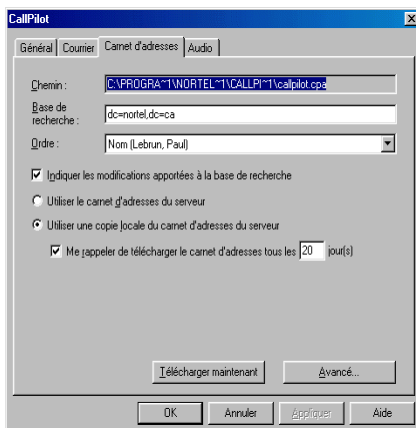 CallPilot
Général Courrier Carnet d'adresses Audio
Chemin : C:\PROGRA~1\NORTEL~1\CALLPI~1\callpilot.cpa
Base de
recherche : dc=nortel,dc=ca
Ordre : Nom (Lebrun, Paul)
Indiquer les modifications apportées à la base de recherche
Utiliser le carnet d'adresses du serveur
Utiliser une copie locale du carnet d'adresses du serveur
Me rappeler de télécharger le carnet d'adresses tous les 20 jour(s)
Télécharger maintenant Avancé...
OK Annuler Appliquer Aide